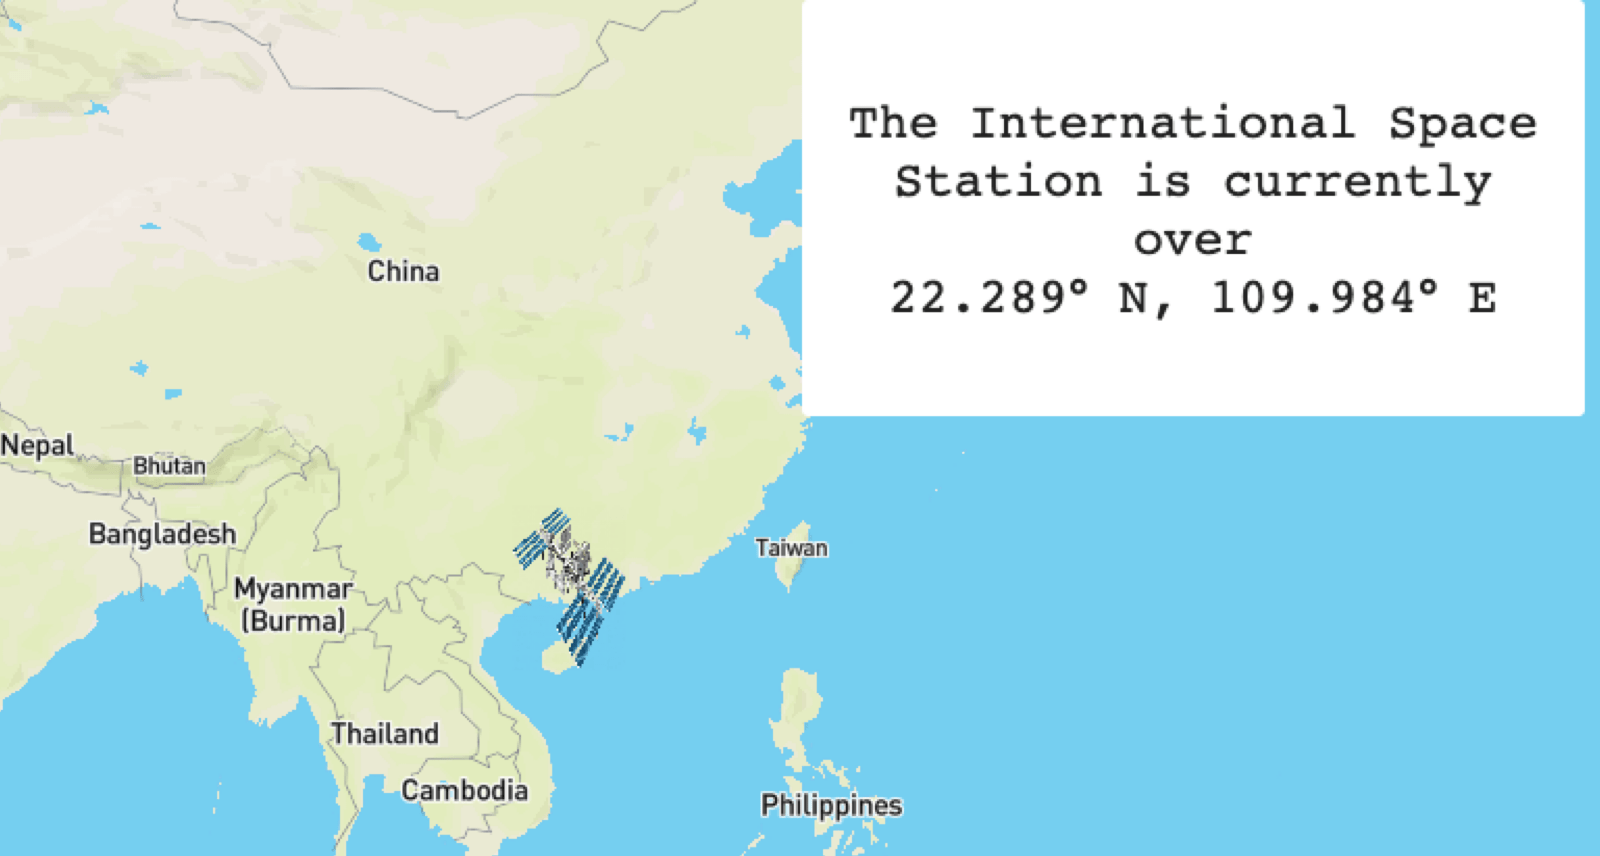 The International Space
Station is currently
over
22.289° N, 109.984° E
China
Nepal
Bhutan
Bangladesh
Taiwan
Myanmar
(Burma)
Thailand
Cambodia
Philippines